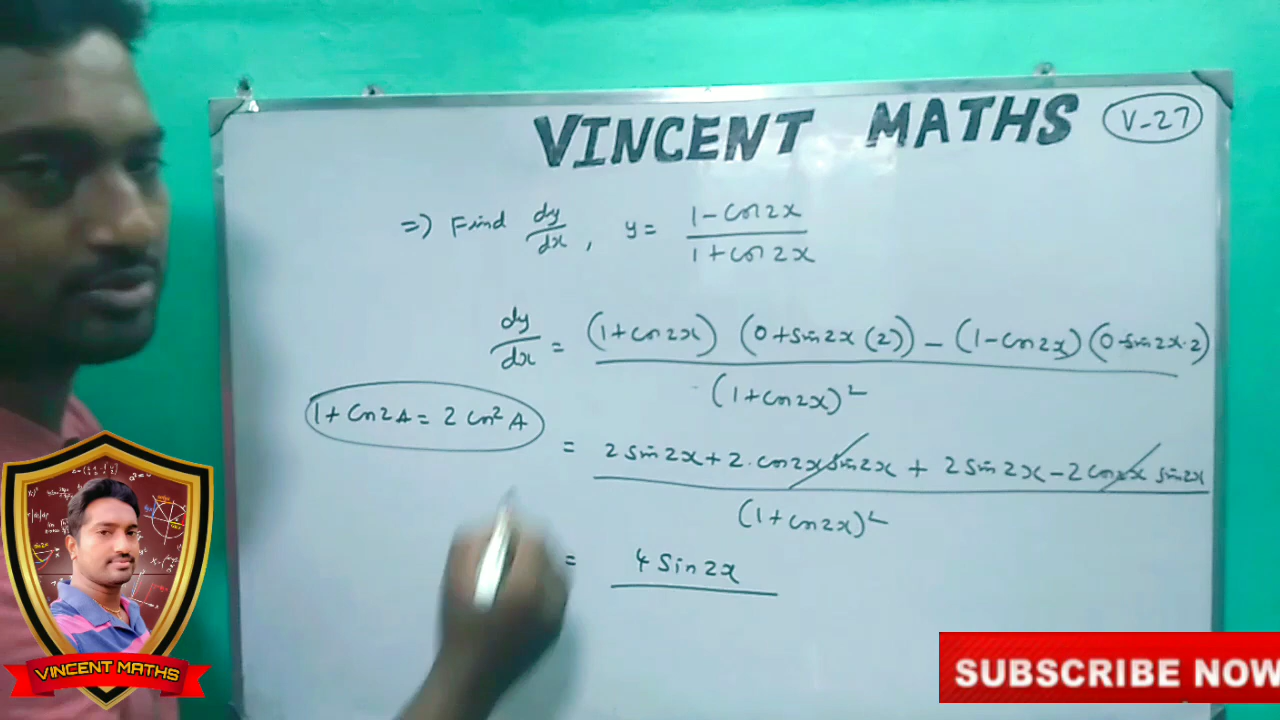 VINCENT MATHS
V-27
=) Find dy/dx, y = 1-cos2x / 1+cos2x
dy/dx = (1+cos2x) (0+sin2x(2)) - (1-cos2x)(0-sin2x·2) / (1+cos2x)²
1+cos2A = 2cos²A
= 2sin2x+2.cos2xsin2x + 2sin2x-2cos2x sin2x / (1+cos2x)²
= 4sin2x
VINCENT MATHS
SUBSCRIBE NOW